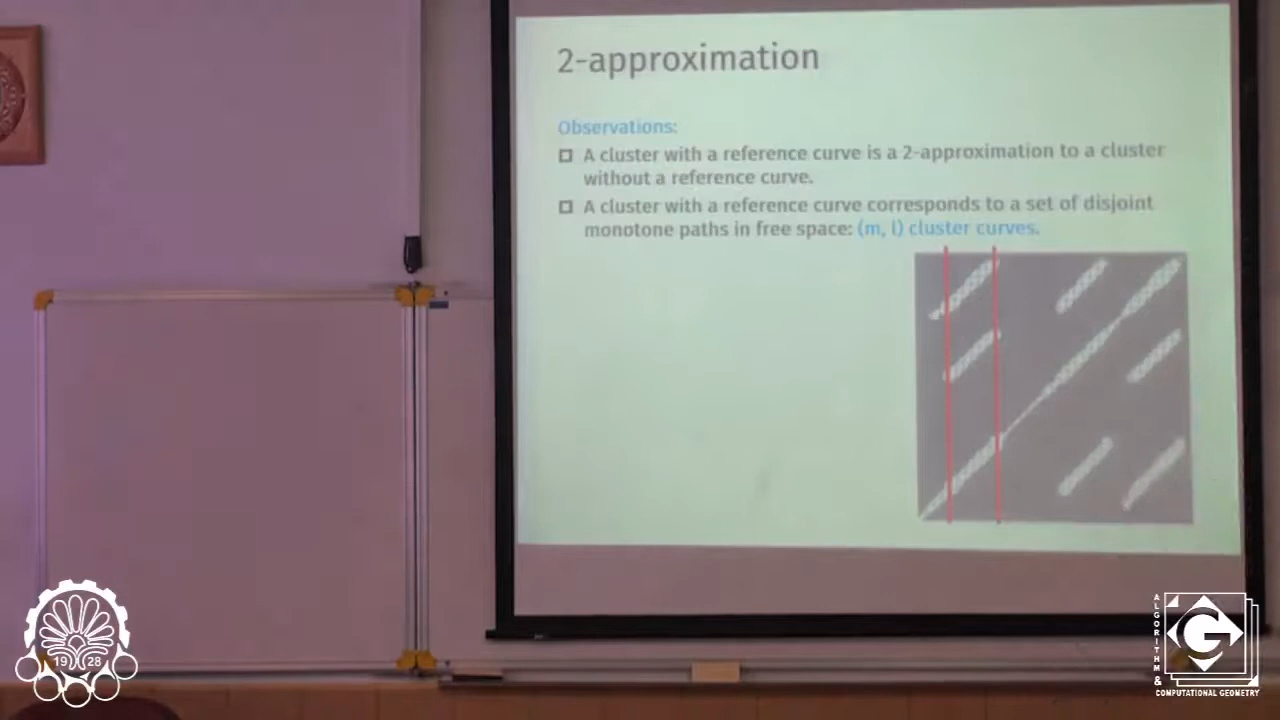 2-approximation
Observations:
A cluster with a reference curve is a 2-approximation to a cluster
without a reference curve.
A cluster with a reference curve corresponds to a set of disjoint
monotone paths in free space: (m, l) cluster curves.
19 28
G
ALGORITHM &
COMPUTATIONAL GEOMETRY